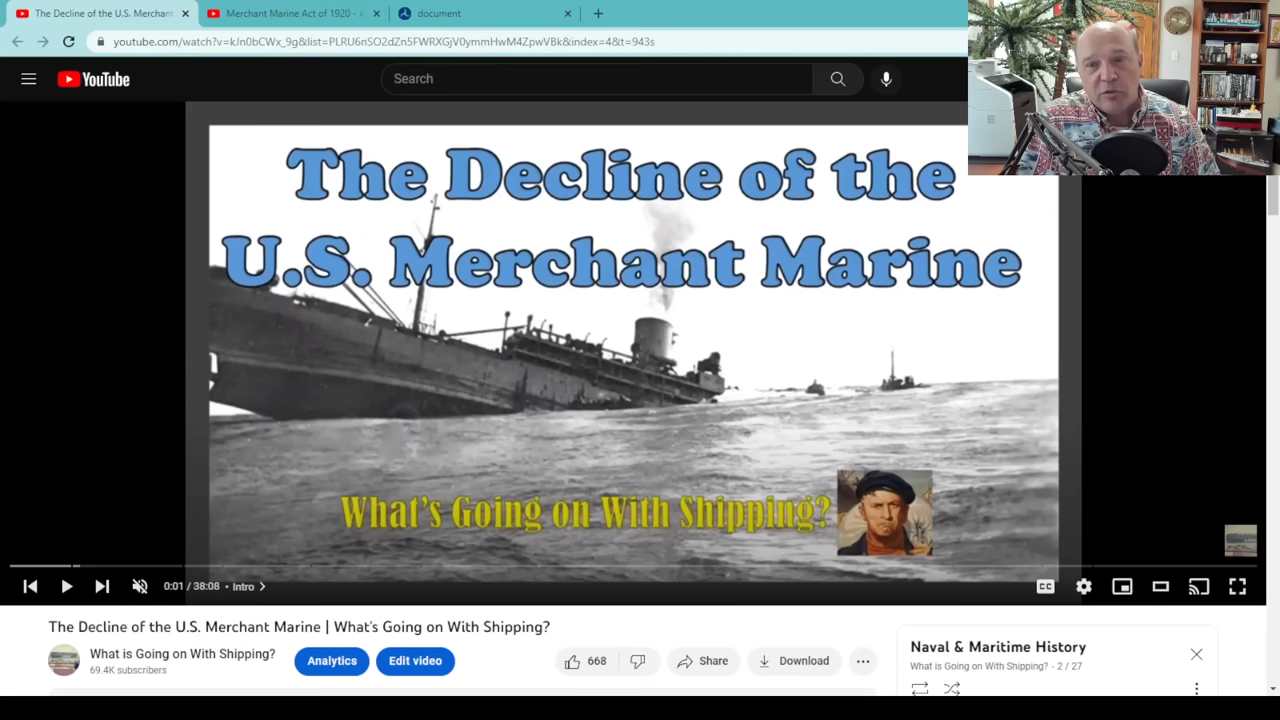 The Decline of the U.S. Merchant
Merchant Marine Act of 1920 - A
document
youtube.com/watch?v=kJn0bCWx_9g&list=PLRU6nSO2dZn5FWRXGjV0ymmHwM4ZpwVBk&index=4&t=943s
YouTube
Search
The Decline of the
U.S. Merchant Marine
What's Going on With Shipping?
0:01 / 38:08 • Intro
CC
The Decline of the U.S. Merchant Marine | What's Going on With Shipping?
What is Going on With Shipping?
69.4K subscribers
Analytics
Edit video
668
Share
Download
Naval & Maritime History
What is Going on With Shipping? - 2 / 27